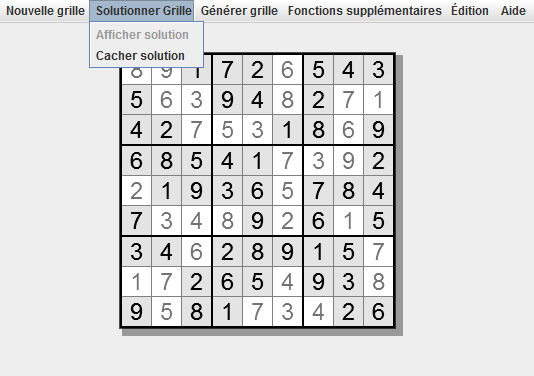 Nouvelle grille Solutionner Grille Générer grille Fonctions supplémentaires Édition Aide
Afficher solution
Cacher solution
8 9 1 7 2 6 5 4 3
5 6 3 9 4 8 2 7 1
4 2 7 5 3 1 8 6 9
6 8 5 4 1 7 3 9 2
2 1 9 3 6 5 7 8 4
7 3 4 8 9 2 6 1 5
3 4 6 2 8 9 1 5 7
1 7 2 6 5 4 9 3 8
9 5 8 1 7 3 4 2 6